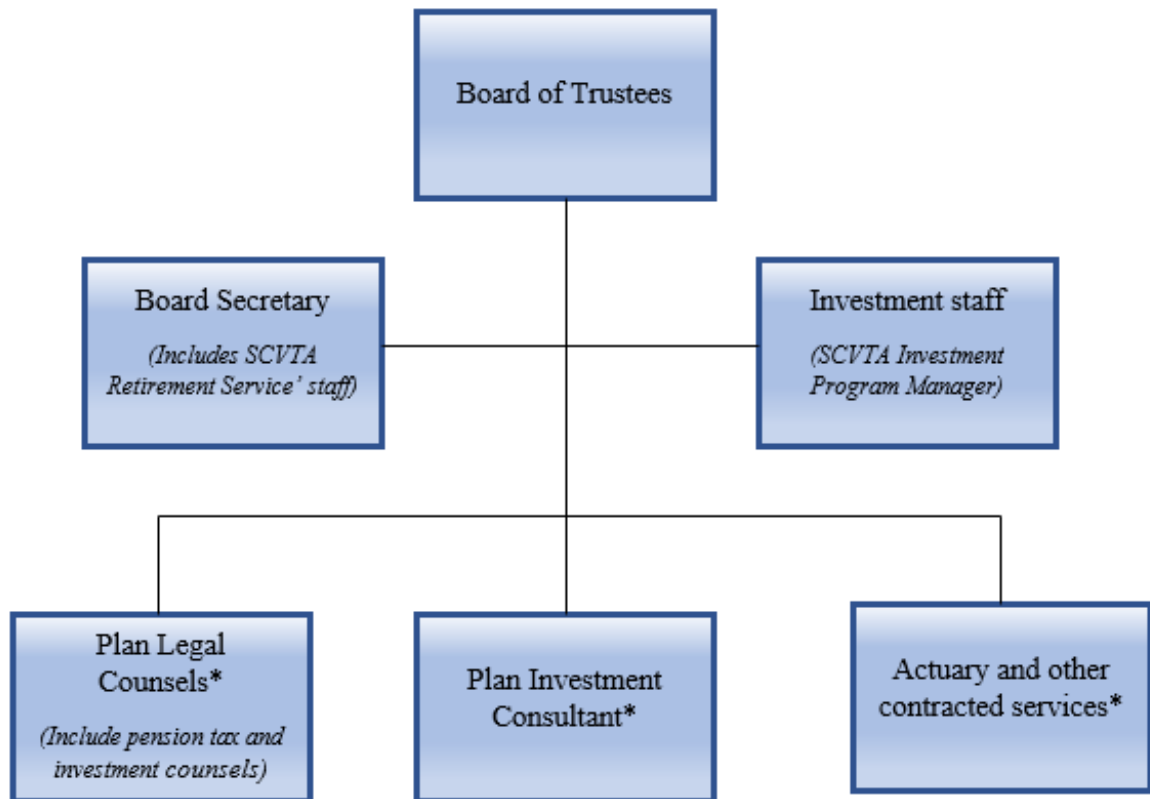 Board of Trustees
Board Secretary
(Includes SCVTA
Retirement Service’ staff)
Investment staff
(SCVTA Investment
Program Manager)
Plan Legal
Counsels*
(Include pension tax and
investment counsels)
Plan Investment
Consultant*
Actuary and other
contracted services*